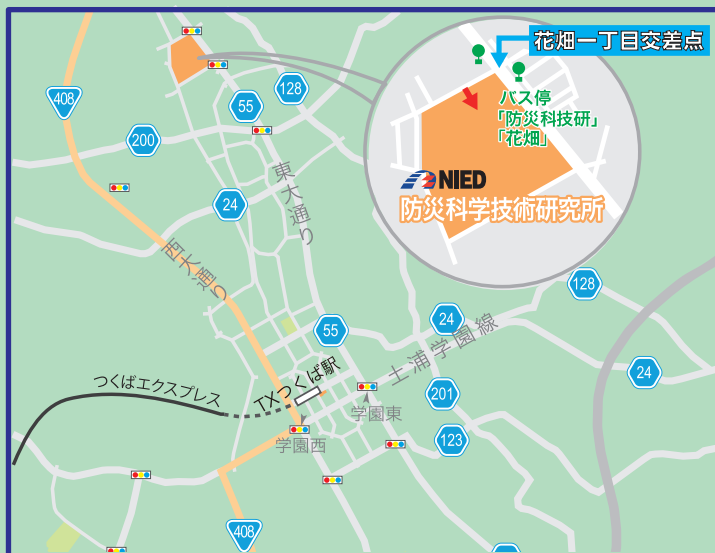 花畑一丁目交差点
バス停
「防災科技研」
「花畑」
NIED
防災科学技術研究所
408
55
128
200
24
東大通り
西大通り
128
55
24
土浦学園線
24
つくばエクスプレス
TXつくば駅
201
学園東
学園西
123
408